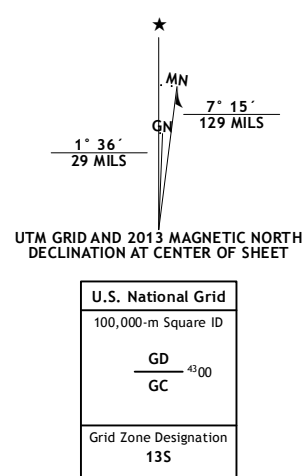 ★
MN
GN
7° 15´
129 MILS
1° 36´
29 MILS
UTM GRID AND 2013 MAGNETIC NORTH
DECLINATION AT CENTER OF SHEET
U.S. National Grid
100,000-m Square ID
GD
4300
GC
Grid Zone Designation
13S